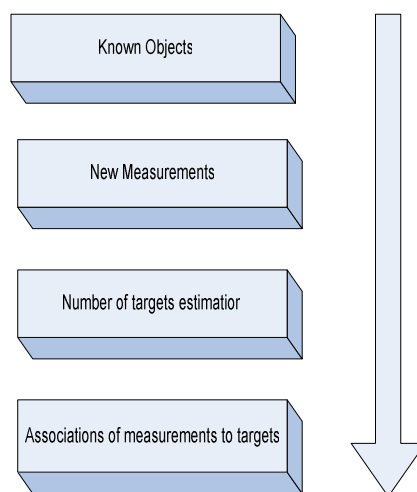 Known Objects
New Measurements
Number of targets estimatior
Associations of measurements to targets